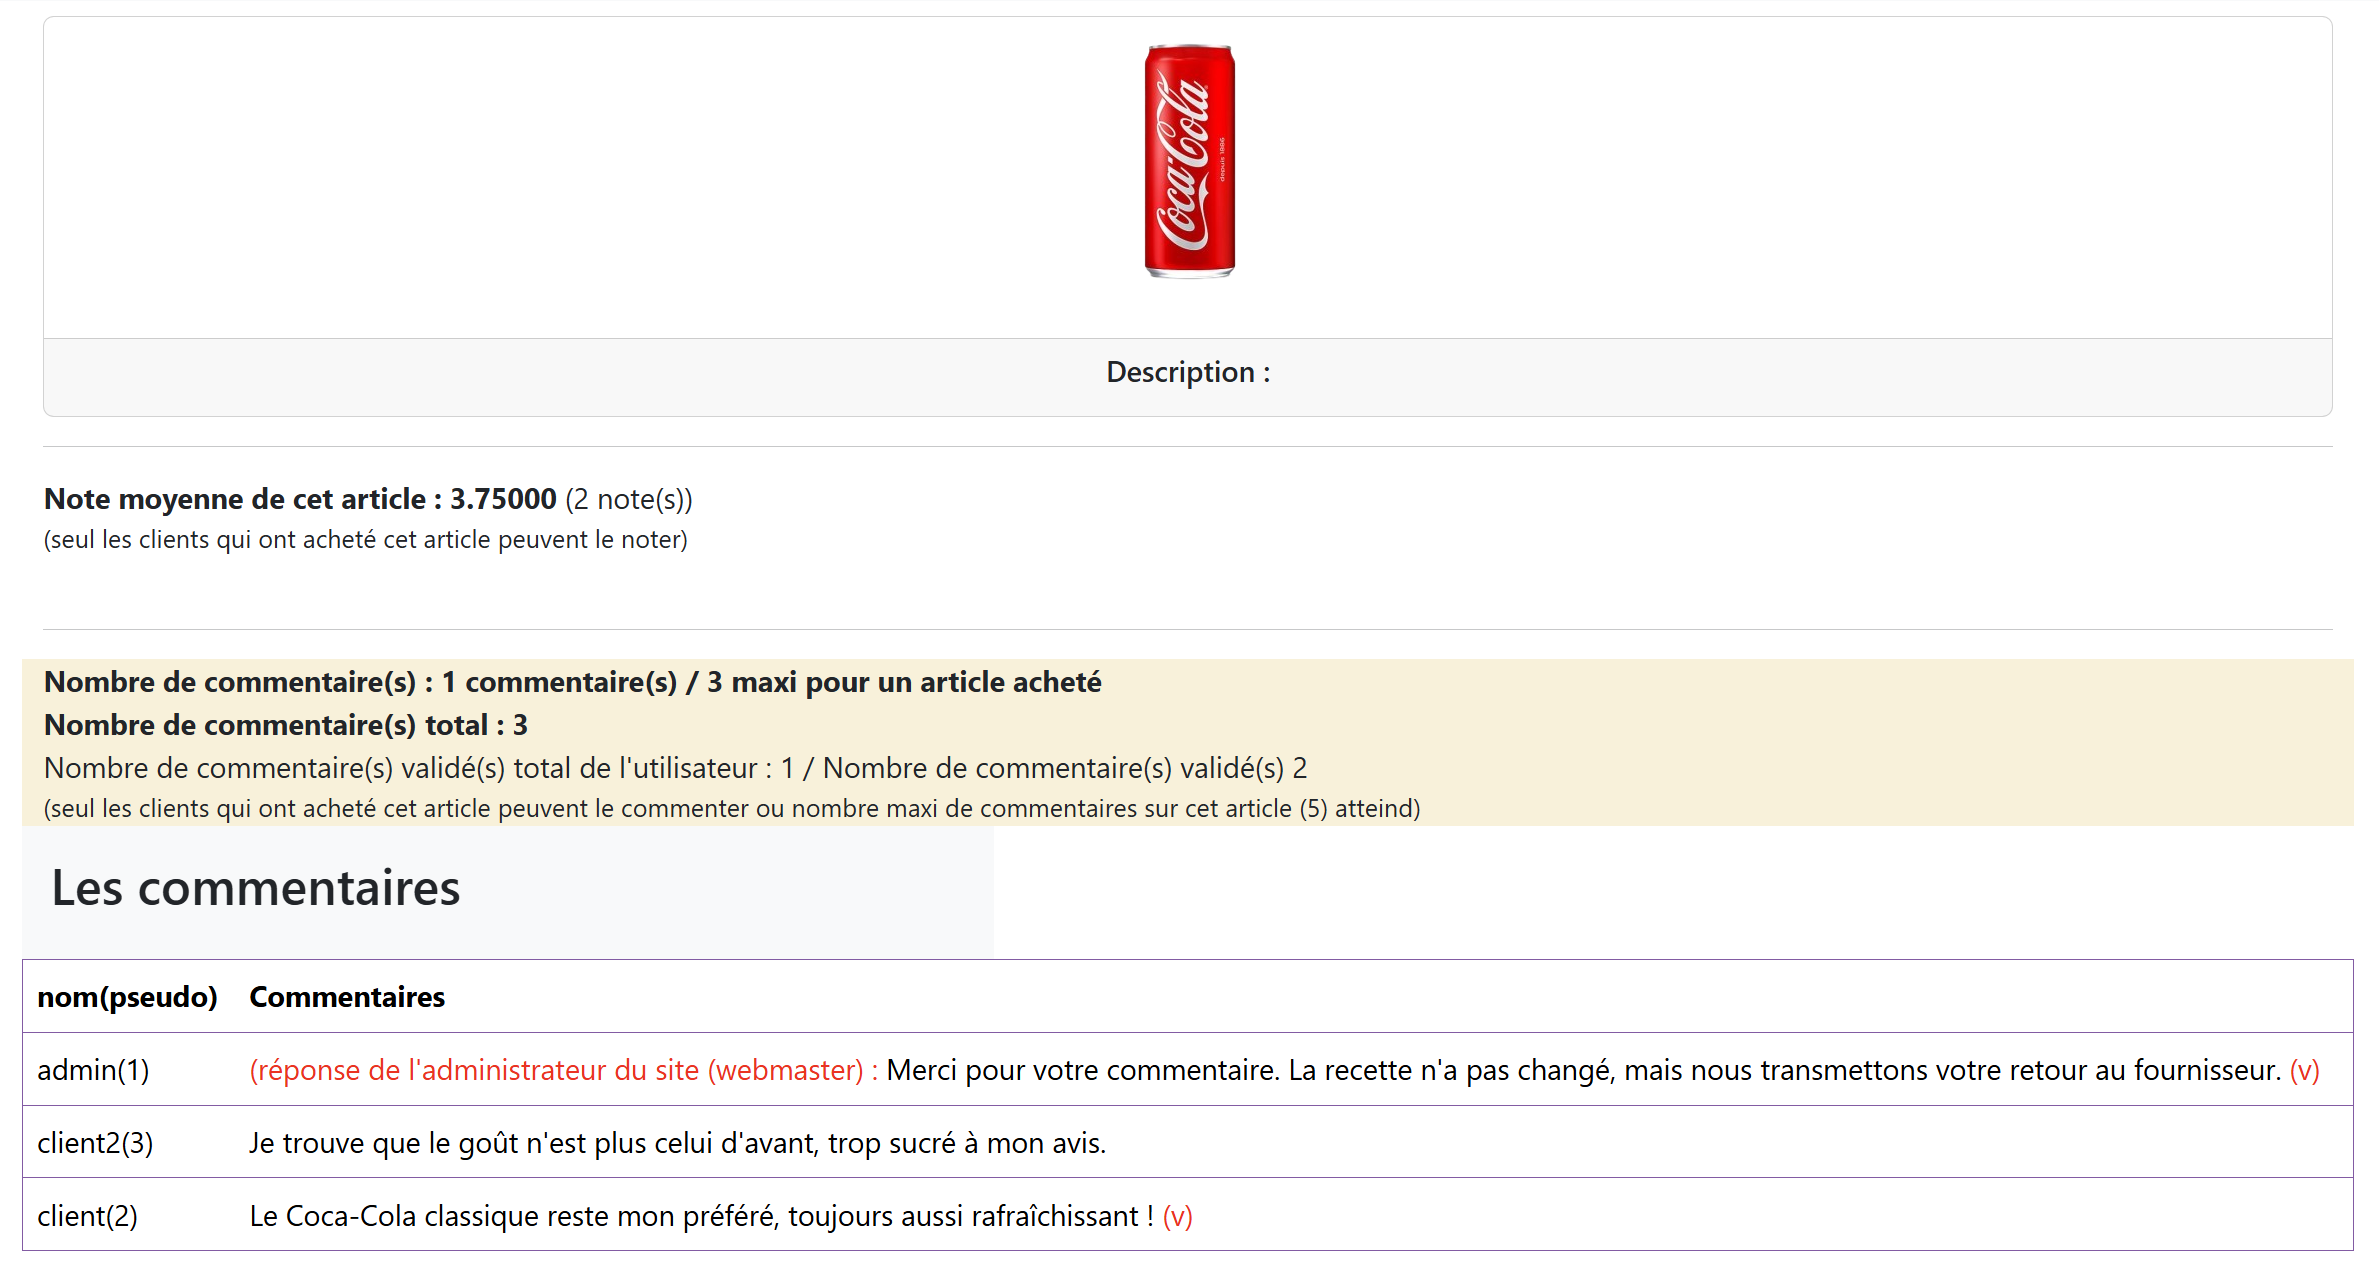 Coca-Cola
depuis 1886
Description :
Note moyenne de cet article : 3.75000 (2 note(s))
(seul les clients qui ont acheté cet article peuvent le noter)
Nombre de commentaire(s) : 1 commentaire(s) / 3 maxi pour un article acheté
Nombre de commentaire(s) total : 3
Nombre de commentaire(s) validé(s) total de l'utilisateur : 1 / Nombre de commentaire(s) validé(s) 2
(seul les clients qui ont acheté cet article peuvent le commenter ou nombre maxi de commentaires sur cet article (5) atteind)
Les commentaires
nom(pseudo) Commentaires
admin(1) (réponse de l'administrateur du site (webmaster) : Merci pour votre commentaire. La recette n'a pas changé, mais nous transmettons votre retour au fournisseur. (v)
client2(3) Je trouve que le goût n'est plus celui d'avant, trop sucré à mon avis.
client(2) Le Coca-Cola classique reste mon préféré, toujours aussi rafraîchissant ! (v)